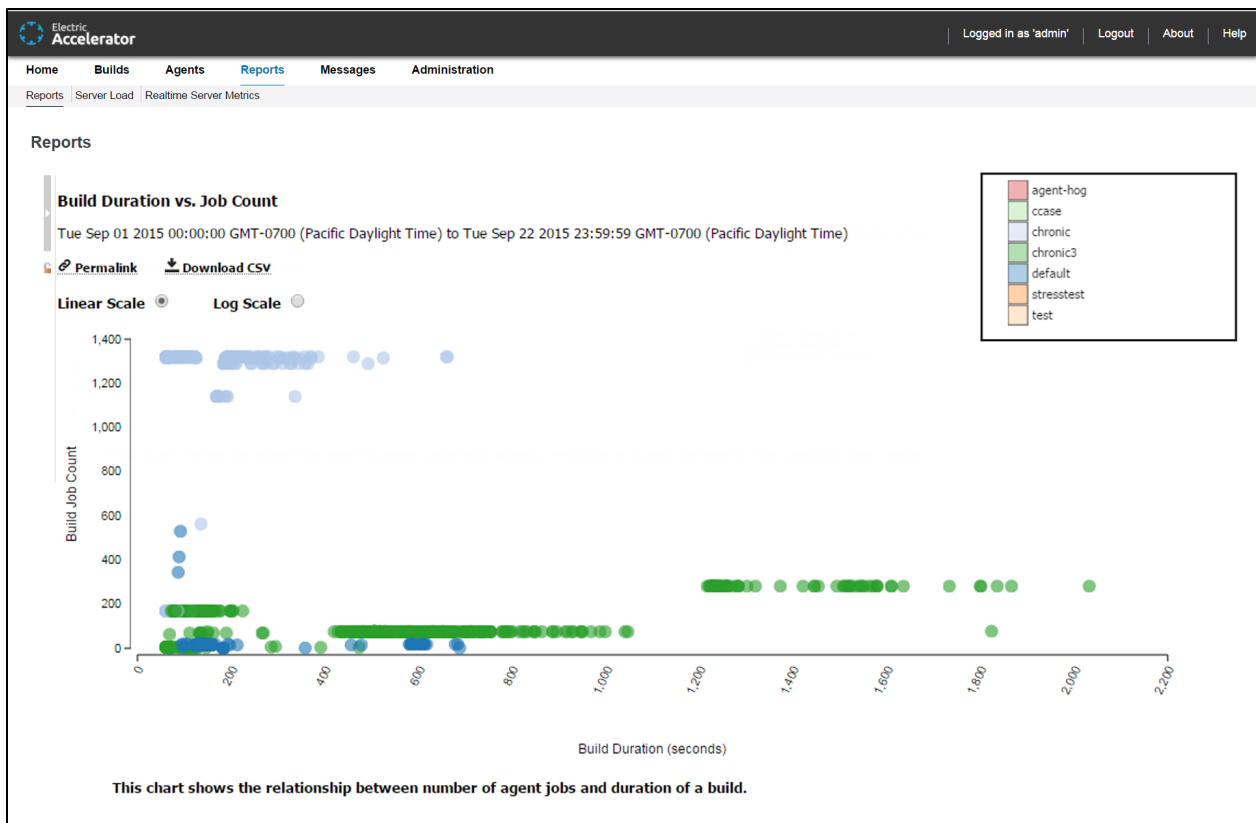 Electric
Accelerator
Logged in as 'admin' Logout About Help
Home Builds Agents Reports Messages Administration
Reports Server Load Realtime Server Metrics
Reports
Build Duration vs. Job Count
Tue Sep 01 2015 00:00:00 GMT-0700 (Pacific Daylight Time) to Tue Sep 22 2015 23:59:59 GMT-0700 (Pacific Daylight Time)
Permalink Download CSV
Linear Scale Log Scale
agent-hog
ccase
chronic
chronic3
default
stresstest
test
1,400
1,200
1,000
800
600
400
200
0
Build Job Count
0 200 400 600 800 1,000 1,200 1,400 1,600 1,800 2,000 2,200
Build Duration (seconds)
This chart shows the relationship between number of agent jobs and duration of a build.